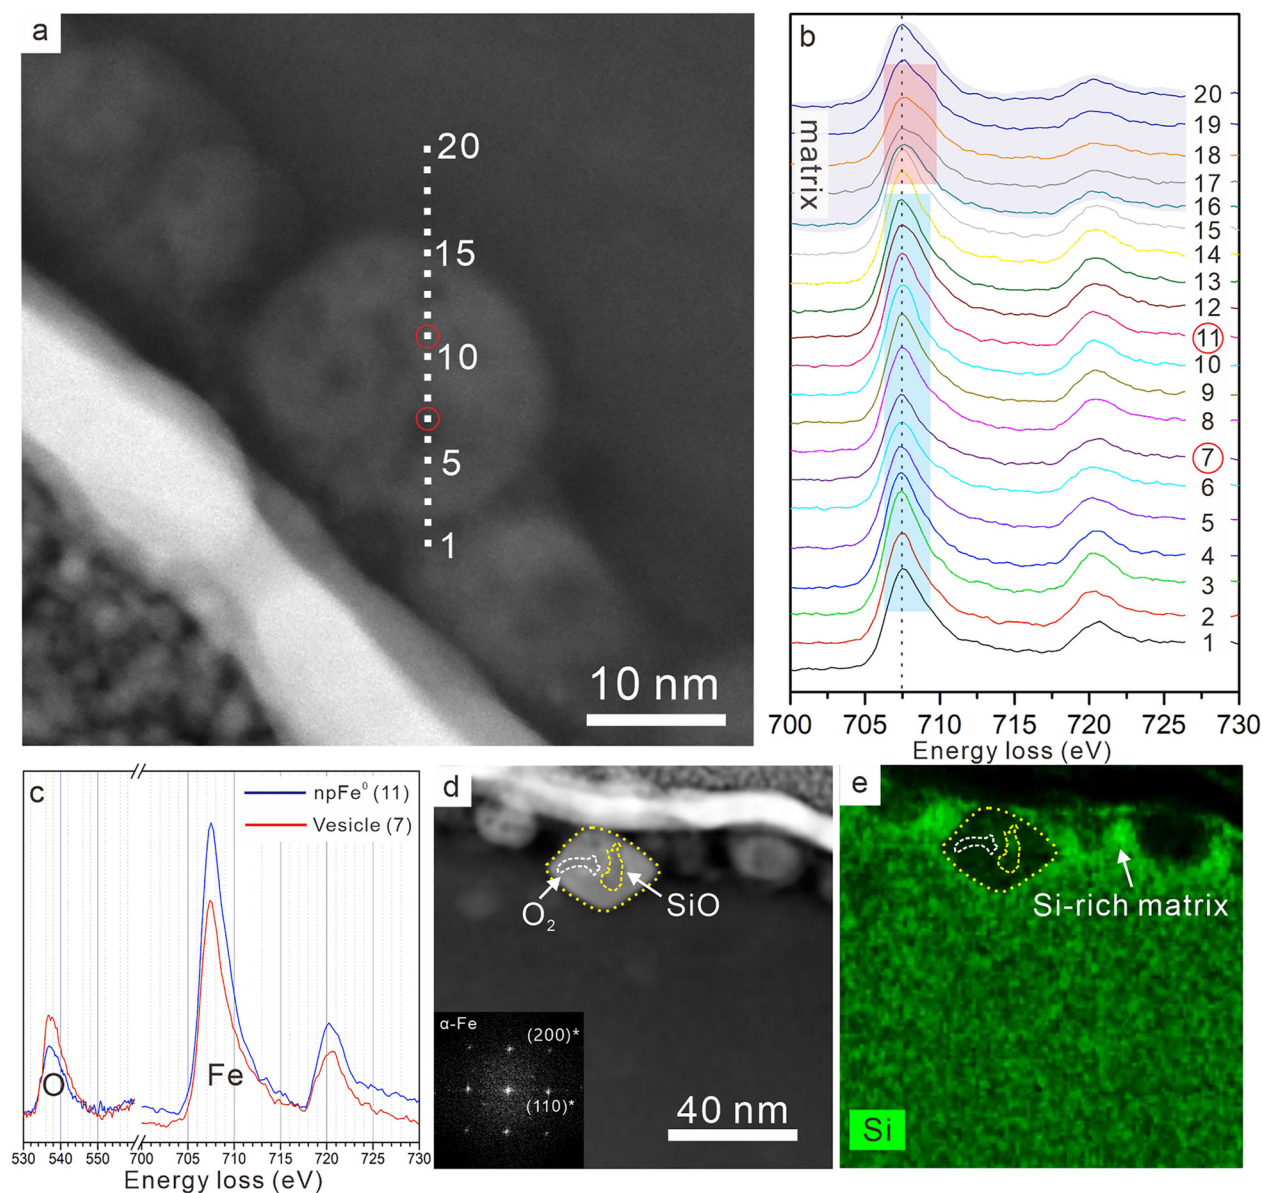 a
20
15
10
5
1
10 nm
b
matrix
20
19
18
17
16
15
14
13
12
11
10
9
8
7
6
5
4
3
2
1
700 705 710 715 720 725 730
Energy loss (eV)
c
npFe⁰ (11)
Vesicle (7)
O
Fe
530 540 550 700 705 710 715 720 725 730
Energy loss (eV)
d
O₂
SiO
α-Fe
(200)*
(110)*
40 nm
e
Si-rich matrix
Si